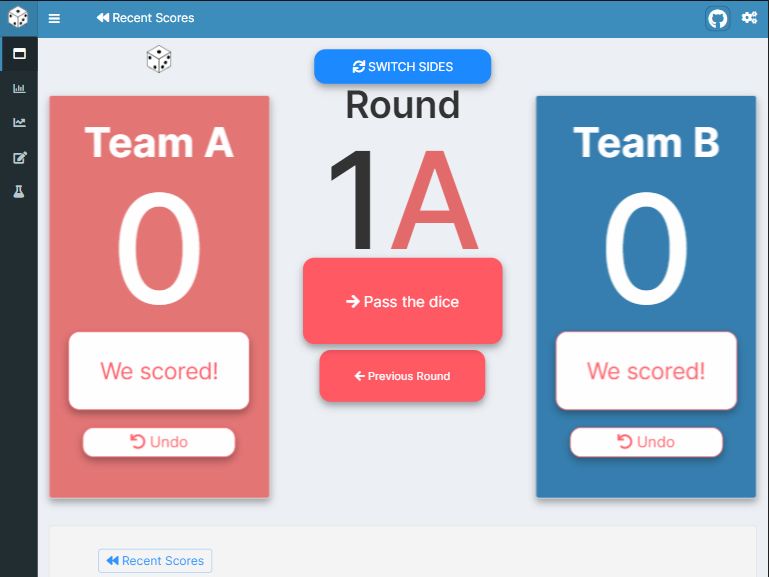 Recent Scores
SWITCH SIDES
Team A
0
We scored!
Undo
Round
1A
Pass the dice
Previous Round
Team B
0
We scored!
Undo
Recent Scores